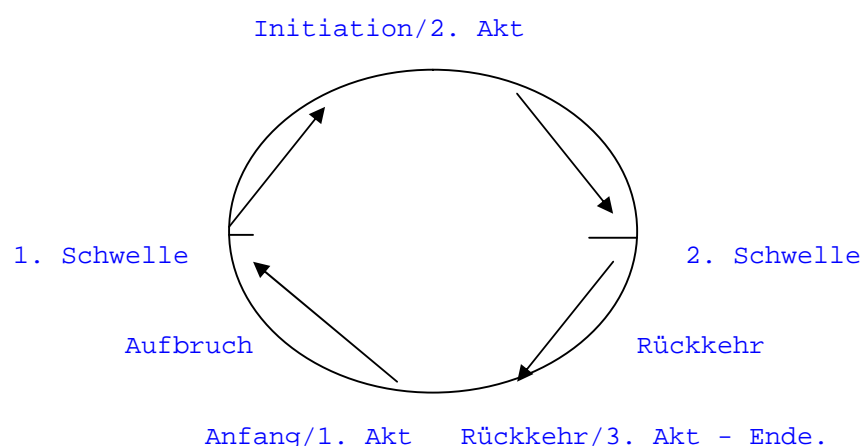 Initiation/2. Akt
1. Schwelle
2. Schwelle
Aufbruch
Rückkehr
Anfang/1. Akt Rückkehr/3. Akt - Ende.